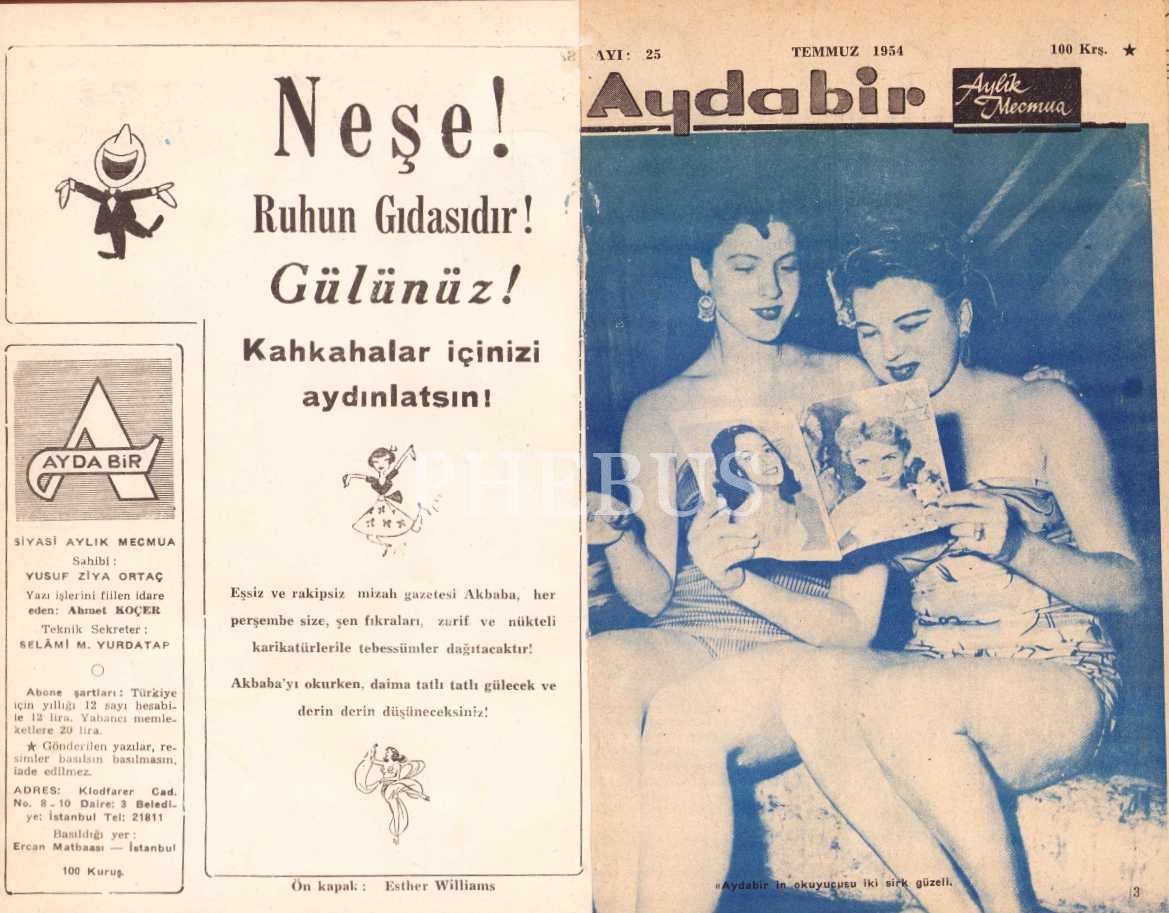 Neşe!
Ruhun Gıdasıdır!
Gülünüz!
Kahkahalar içinizi
aydınlatsın!
Eşsiz ve rakipsiz mizah gazetesi Akbaba, her
perşembe size, şen fıkraları, zarif ve nükteli
karikatürlerile tebessümler dağıtacaktır!
Akbaba'yı okurken, daima tatlı tatlı gülecek ve
derin derin düşüneceksiniz!
AYDA BİR
SİYASİ AYLIK MECMUA
Sahibi :
YUSUF ZİYA ORTAÇ
Yazı işlerini fiilen idare
eden: Ahmet KOÇER
Teknik Sekreter :
SELÂMİ M. YURDATAP
Abone şartları : Türkiye
için yıllığı 12 sayı hesabi-
le 12 lira. Yabancı memle-
ketlere 20 lira.
★ Gönderilen yazılar, re-
simler basılsın basılmasın,
iade edilmez.
ADRES: Klodfarer Cad.
No. 8 - 10 Daire: 3 Beledi-
ye: İstanbul Tel: 21811
Basıldığı yer :
Ercan Matbaası — İstanbul
100 Kuruş.
Ön kapak : Esther Williams
SAYI: 25 TEMMUZ 1954 100 Krş. ★
Aydabir
Aylık
Mecmua
PHEBUS
«Aydabir in okuyucusu iki sirk güzeli.
3